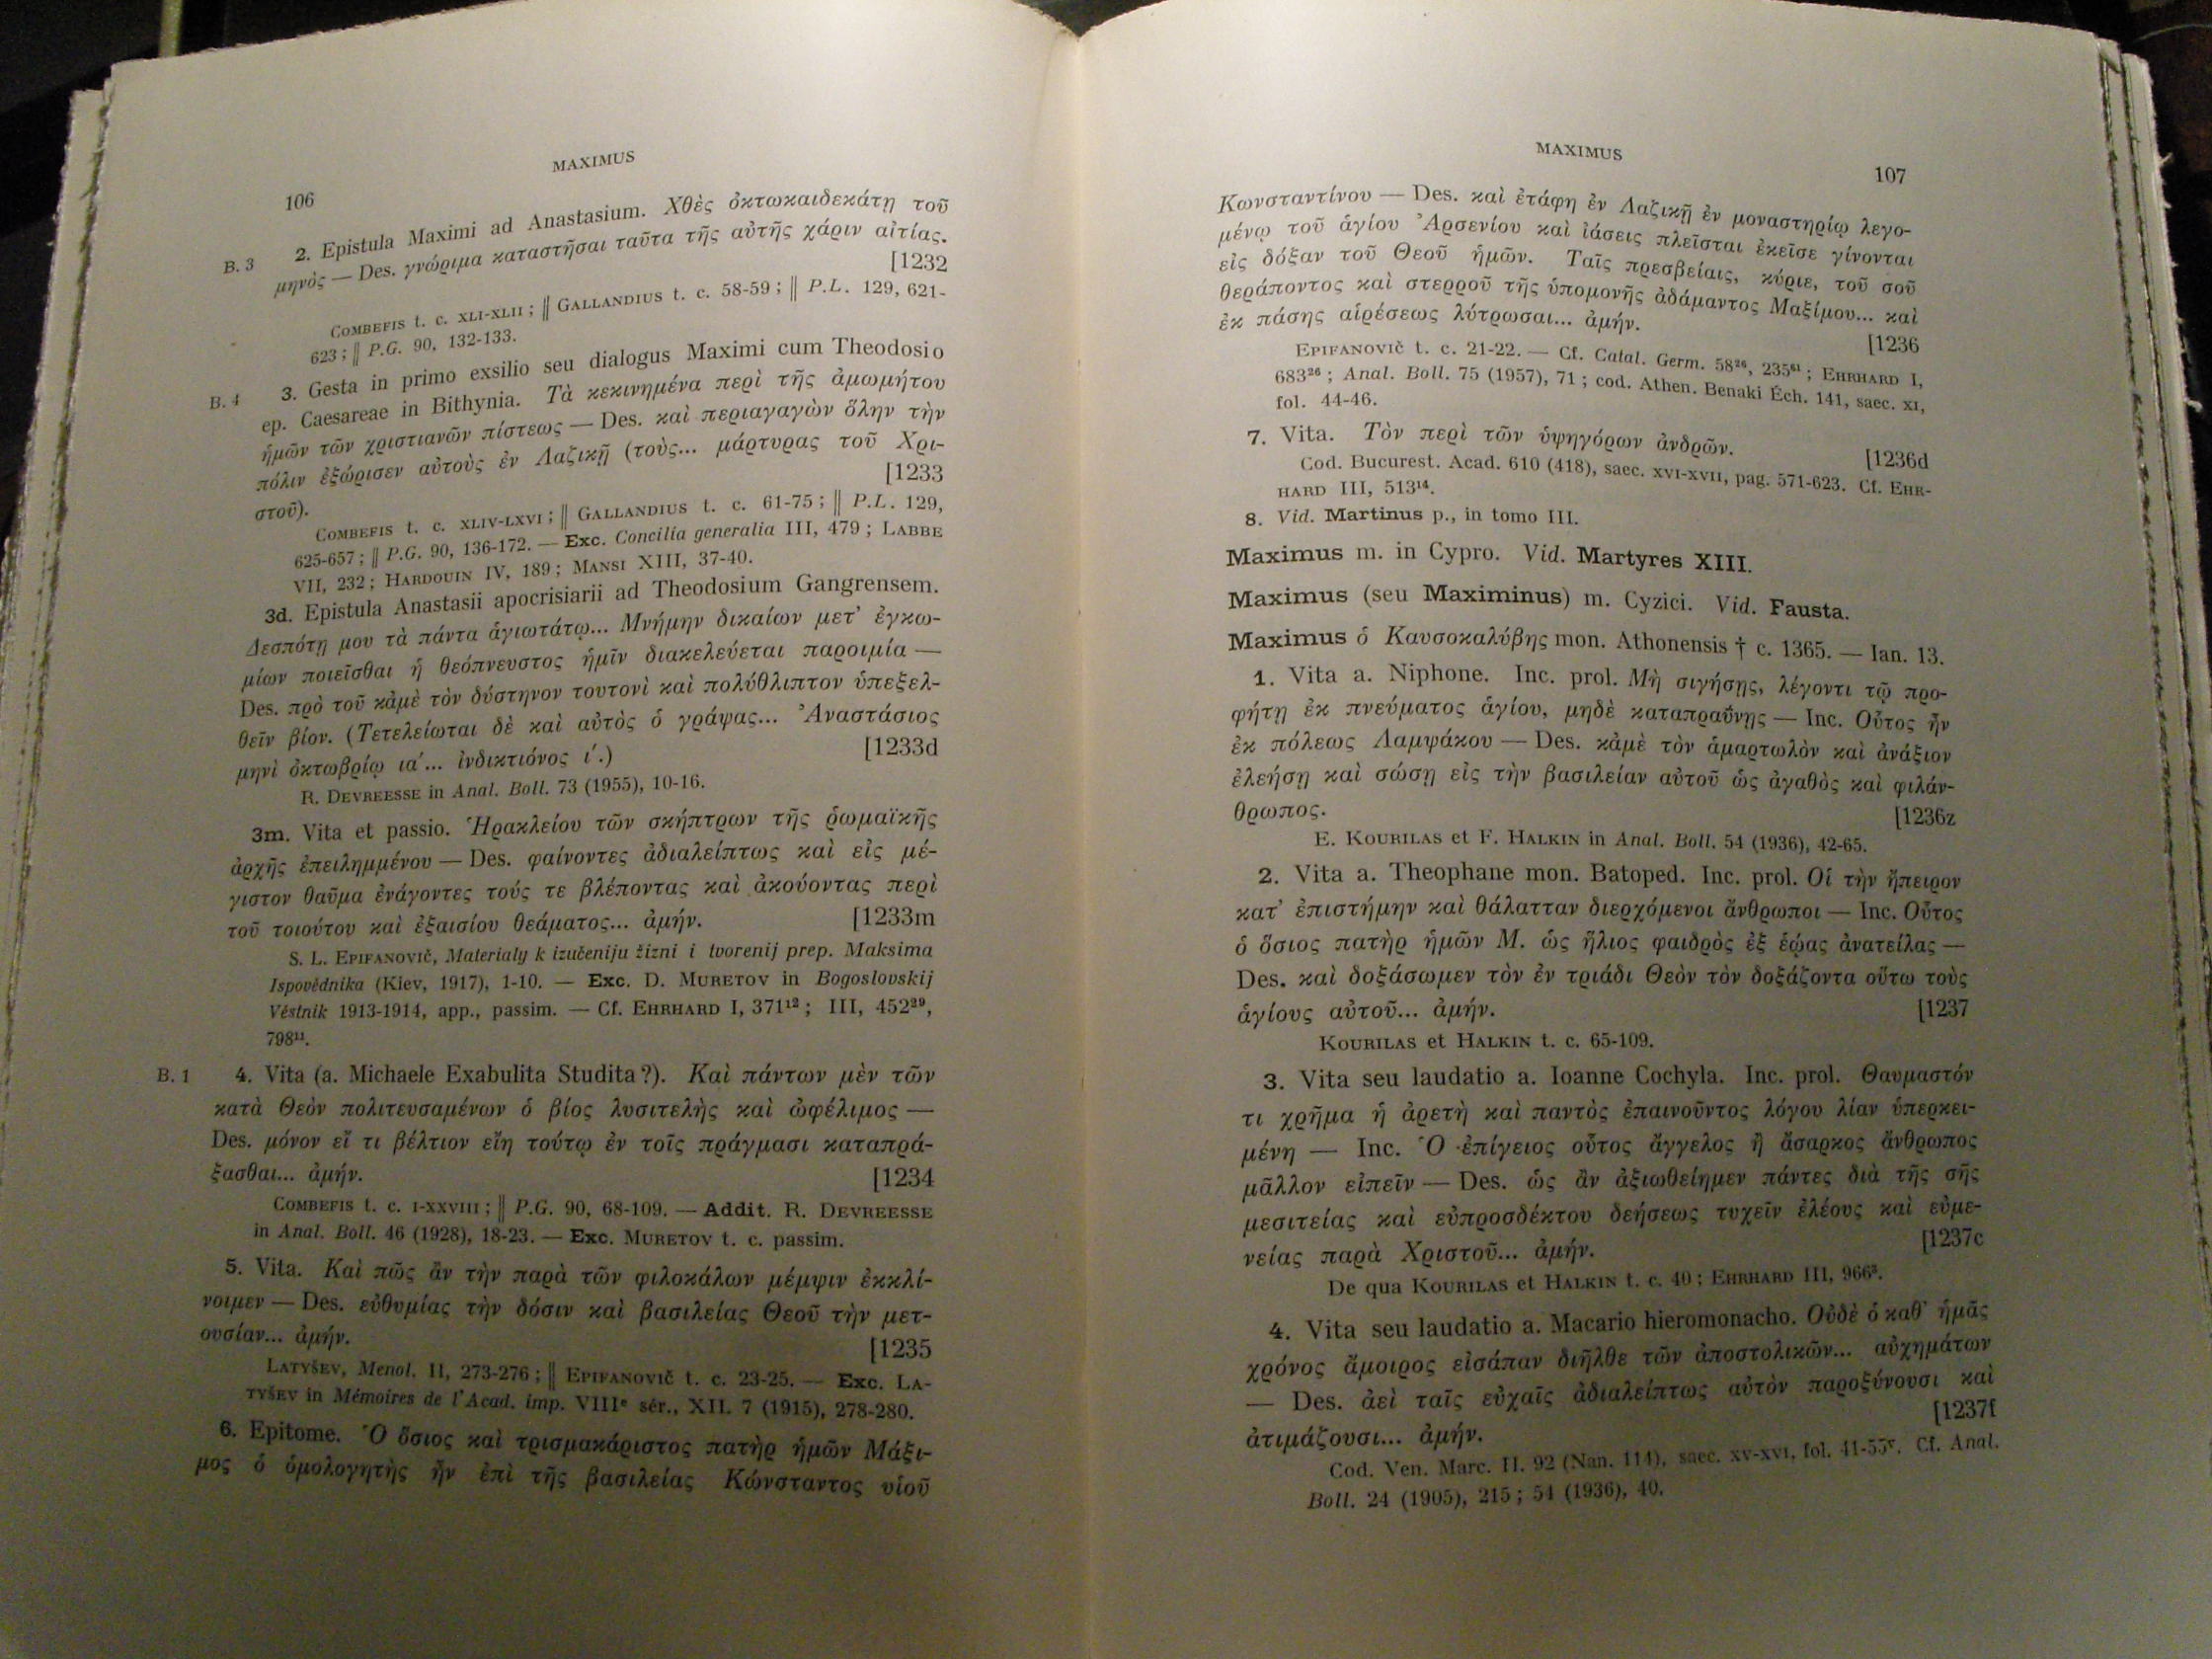 MAXIMUS
106
2. Epistula Maximi ad Anastasium. Χθὲς ὀκτωκαιδεκάτῃ τοῦ
B. 3 μηνὸς — Des. γνώριμα καταστῆσαι ταῦτα τῆς αὐτῆς χάριν αἰτίας.
[1232
COMBEFIS t. c. XLI-XLII ; || GALLANDIUS t. c. 58-59 ; || P.L. 129, 621-
623 ; || P.G. 90, 132-133.
B. 4 3. Gesta in primo exsilio seu dialogus Maximi cum Theodosio
ep. Caesareae in Bithynia. Τὰ κεκινημένα περὶ τῆς ἀμωμήτου
ἡμῶν τῶν χριστιανῶν πίστεως — Des. καὶ περιαγαγὼν ὅλην τὴν
πόλιν ἐξώρισεν αὐτοὺς ἐν Λαζικῇ (τοὺς... μάρτυρας τοῦ Χρι-
στοῦ). [1233
COMBEFIS t. c. XLIV-LXVI ; || GALLANDIUS t. c. 61-75 ; || P.L. 129,
625-657 ; || P.G. 90, 136-172. — Exc. Concilia generalia III, 479 ; LABBE
VII, 232 ; HARDOUIN IV, 189 ; MANSI XIII, 37-40.
3d. Epistula Anastasii apocrisiarii ad Theodosium Gangrensem.
Δεσπότῃ μου τὰ πάντα ἁγιωτάτῳ... Μνήμην δικαίων μετ᾽ ἐγκω-
μίων ποιεῖσθαι ἡ θεόπνευστος ἡμῖν διακελεύεται παροιμία —
Des. πρὸ τοῦ κἀμὲ τὸν δύστηνον τουτονὶ καὶ πολύθλιπτον ὑπεξελ-
θεῖν βίον. (Τετελείωται δὲ καὶ αὐτὸς ὁ γράψας... Ἀναστάσιος
μηνὶ ὀκτωβρίῳ ια΄... ἰνδικτιόνος ι΄.) [1233d
R. DEVREESSE in Anal. Boll. 73 (1955), 10-16.
3m. Vita et passio. Ἡρακλείου τῶν σκήπτρων τῆς ῥωμαϊκῆς
ἀρχῆς ἐπειλημμένου — Des. φαίνοντες ἀδιαλείπτως καὶ εἰς μέ-
γιστον θαῦμα ἐνάγοντες τούς τε βλέποντας καὶ ἀκούοντας περὶ
τοῦ τοιούτου καὶ ἐξαισίου θεάματος... ἀμήν. [1233m
S. L. EPIFANOVIČ, Materialy k izučeniju žizni i tvorenij prep. Maksima
Ispovědnika (Kiev, 1917), 1-10. — Exc. D. MURETOV in Bogoslovskij
Věstnik 1913-1914, app., passim. — Cf. EHRHARD I, 371¹² ; III, 452²⁹,
798¹¹.
B. 1 4. Vita (a. Michaele Exabulita Studita ?). Καὶ πάντων μὲν τῶν
κατὰ Θεὸν πολιτευσαμένων ὁ βίος λυσιτελὴς καὶ ὠφέλιμος —
Des. μόνον εἴ τι βέλτιον εἴη τούτῳ ἐν τοῖς πράγμασι καταπρά-
ξασθαι... ἀμήν. [1234
COMBEFIS t. c. I-XXVIII ; || P.G. 90, 68-109. — Addit. R. DEVREESSE
in Anal. Boll. 46 (1928), 18-23. — Exc. MURETOV t. c. passim.
5. Vita. Καὶ πῶς ἂν τὴν παρὰ τῶν φιλοκάλων μέμψιν ἐκκλί-
νοιμεν — Des. εὐθυμίας τὴν δόσιν καὶ βασιλείας Θεοῦ τὴν μετ-
ουσίαν... ἀμήν. [1235
LATYŠEV, Menol. II, 273-276 ; || EPIFANOVIČ t. c. 23-25. — Exc. LA-
TYŠEV in Mémoires de l'Acad. imp. VIIIᵉ sér., XII. 7 (1915), 278-280.
6. Epitome. Ὁ ὅσιος καὶ τρισμακάριστος πατὴρ ἡμῶν Μάξι-
μος ὁ ὁμολογητὴς ἦν ἐπὶ τῆς βασιλείας Κώνσταντος υἱοῦ
MAXIMUS
107
Κωνσταντίνου — Des. καὶ ἐτάφη ἐν Λαζικῇ ἐν μοναστηρίῳ λεγο-
μένῳ τοῦ ἁγίου Ἀρσενίου καὶ ἰάσεις πλεῖσται ἐκεῖσε γίνονται
εἰς δόξαν τοῦ Θεοῦ ἡμῶν. Ταῖς πρεσβείαις, κύριε, τοῦ σοῦ
θεράποντος καὶ στερροῦ τῆς ὑπομονῆς ἀδάμαντος Μαξίμου... καὶ
ἐκ πάσης αἱρέσεως λύτρωσαι... ἀμήν. [1236
EPIFANOVIČ t. c. 21-22. — Cf. Catal. Germ. 58²⁶, 235⁶¹ ; EHRHARD I,
683²⁶ ; Anal. Boll. 75 (1957), 71 ; cod. Athen. Benaki Éch. 141, saec. XI,
fol. 44-46.
7. Vita. Τὸν περὶ τῶν ὑψηγόρων ἀνδρῶν. [1236d
Cod. Bucurest. Acad. 610 (418), saec. XVI-XVII, pag. 571-623. Cf. EHR-
HARD III, 513¹⁴.
8. Vid. Martinus p., in tomo III.
Maximus m. in Cypro. Vid. Martyres XIII.
Maximus (seu Maximinus) m. Cyzici. Vid. Fausta.
Maximus ὁ Καυσοκαλύβης mon. Athonensis † c. 1365. — Ian. 13.
1. Vita a. Niphone. Inc. prol. Μὴ σιγήσῃς, λέγοντι τῷ προ-
φήτῃ ἐκ πνεύματος ἁγίου, μηδὲ καταπραΰνῃς — Inc. Οὗτος ἦν
ἐκ πόλεως Λαμψάκου — Des. κἀμὲ τὸν ἁμαρτωλὸν καὶ ἀνάξιον
ἐλεήσῃ καὶ σώσῃ εἰς τὴν βασιλείαν αὐτοῦ ὡς ἀγαθὸς καὶ φιλάν-
θρωπος. [1236z
E. KOURILAS et F. HALKIN in Anal. Boll. 54 (1936), 42-65.
2. Vita a. Theophane mon. Batoped. Inc. prol. Οἱ τὴν ἤπειρον
κατ᾽ ἐπιστήμην καὶ θάλατταν διερχόμενοι ἄνθρωποι — Inc. Οὗτος
ὁ ὅσιος πατὴρ ἡμῶν Μ. ὡς ἥλιος φαιδρὸς ἐξ ἑῴας ἀνατείλας —
Des. καὶ δοξάσωμεν τὸν ἐν τριάδι Θεὸν τὸν δοξάζοντα οὕτω τοὺς
ἁγίους αὐτοῦ... ἀμήν. [1237
KOURILAS et HALKIN t. c. 65-109.
3. Vita seu laudatio a. Ioanne Cochyla. Inc. prol. Θαυμαστόν
τι χρῆμα ἡ ἀρετὴ καὶ παντὸς ἐπαινοῦντος λόγου λίαν ὑπερκει-
μένη — Inc. Ὁ ἐπίγειος οὗτος ἄγγελος ἢ ἄσαρκος ἄνθρωπος
μᾶλλον εἰπεῖν — Des. ὡς ἂν ἀξιωθείημεν πάντες διὰ τῆς σῆς
μεσιτείας καὶ εὐπροσδέκτου δεήσεως τυχεῖν ἐλέους καὶ εὐμε-
νείας παρὰ Χριστοῦ... ἀμήν. [1237c
De qua KOURILAS et HALKIN t. c. 40 ; EHRHARD III, 966³.
4. Vita seu laudatio a. Macario hieromonacho. Οὐδὲ ὁ καθ᾽ ἡμᾶς
χρόνος ἄμοιρος εἰσάπαν διῆλθε τῶν ἀποστολικῶν... αὐχημάτων
— Des. ἀεὶ ταῖς εὐχαῖς ἀδιαλείπτως αὐτὸν παροξύνουσι καὶ
ἀτιμάζουσι... ἀμήν. [1237f
Cod. Ven. Marc. II. 92 (Nan. 114), saec. XV-XVI, fol. 41-55ᵛ. Cf. Anal.
Boll. 24 (1905), 215 ; 54 (1936), 40.